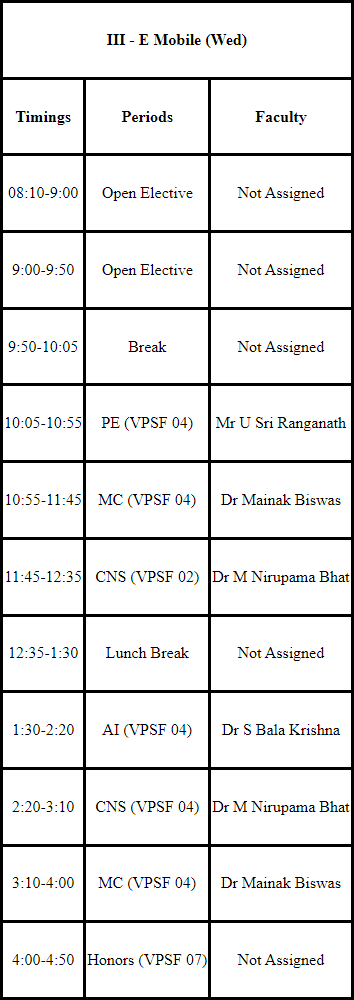 III - E Mobile (Wed)
Timings Periods Faculty
08:10-9:00 Open Elective Not Assigned
9:00-9:50 Open Elective Not Assigned
9:50-10:05 Break Not Assigned
10:05-10:55 PE (VPSF 04) Mr U Sri Ranganath
10:55-11:45 MC (VPSF 04) Dr Mainak Biswas
11:45-12:35 CNS (VPSF 02) Dr M Nirupama Bhat
12:35-1:30 Lunch Break Not Assigned
1:30-2:20 AI (VPSF 04) Dr S Bala Krishna
2:20-3:10 CNS (VPSF 04) Dr M Nirupama Bhat
3:10-4:00 MC (VPSF 04) Dr Mainak Biswas
4:00-4:50 Honors (VPSF 07) Not Assigned